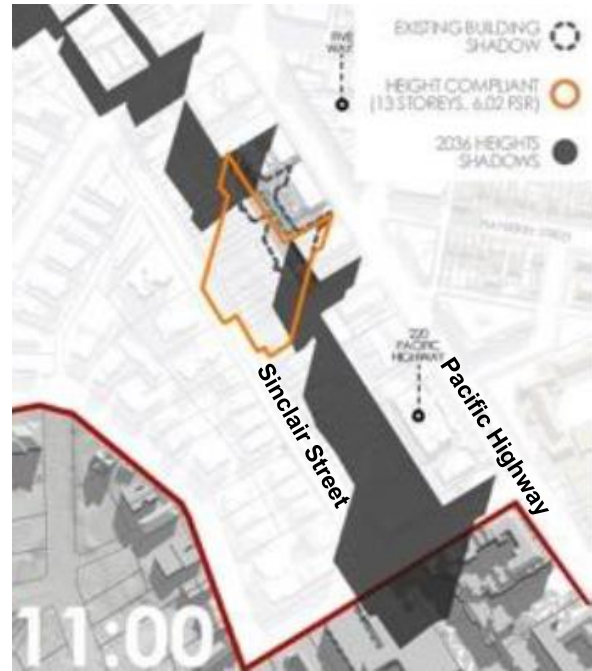 EXISTING BUILDING
SHADOW
HEIGHT COMPLIANT
(13 STOREYS, 6.02 FSR)
2036 HEIGHTS
SHADOWS
FIVE
WAYS
220
PACIFIC
HIGHWAY
Pacific Highway
Sinclair Street
11:00